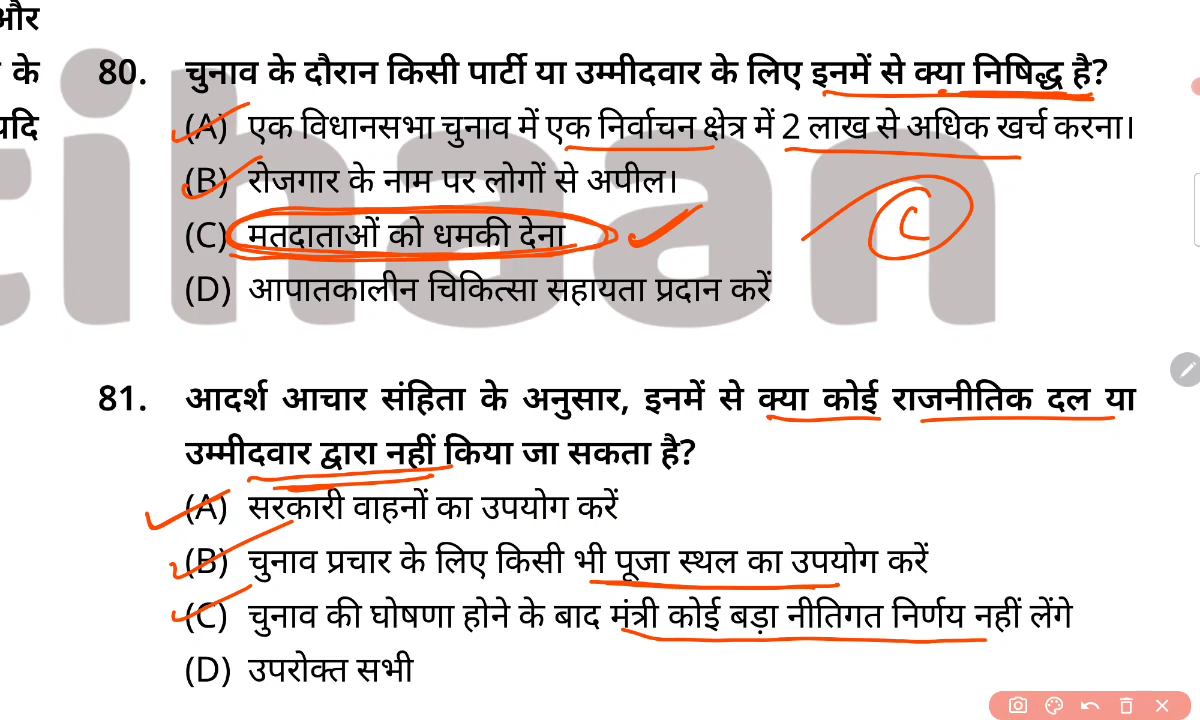 और
के
यदि
80. चुनाव के दौरान किसी पार्टी या उम्मीदवार के लिए इनमें से क्या निषिद्ध है?
(A) एक विधानसभा चुनाव में एक निर्वाचन क्षेत्र में 2 लाख से अधिक खर्च करना।
(B) रोजगार के नाम पर लोगों से अपील।
(C) मतदाताओं को धमकी देना
C
(D) आपातकालीन चिकित्सा सहायता प्रदान करें
81. आदर्श आचार संहिता के अनुसार, इनमें से क्या कोई राजनीतिक दल या
उम्मीदवार द्वारा नहीं किया जा सकता है?
(A) सरकारी वाहनों का उपयोग करें
(B) चुनाव प्रचार के लिए किसी भी पूजा स्थल का उपयोग करें
(C) चुनाव की घोषणा होने के बाद मंत्री कोई बड़ा नीतिगत निर्णय नहीं लेंगे
(D) उपरोक्त सभी